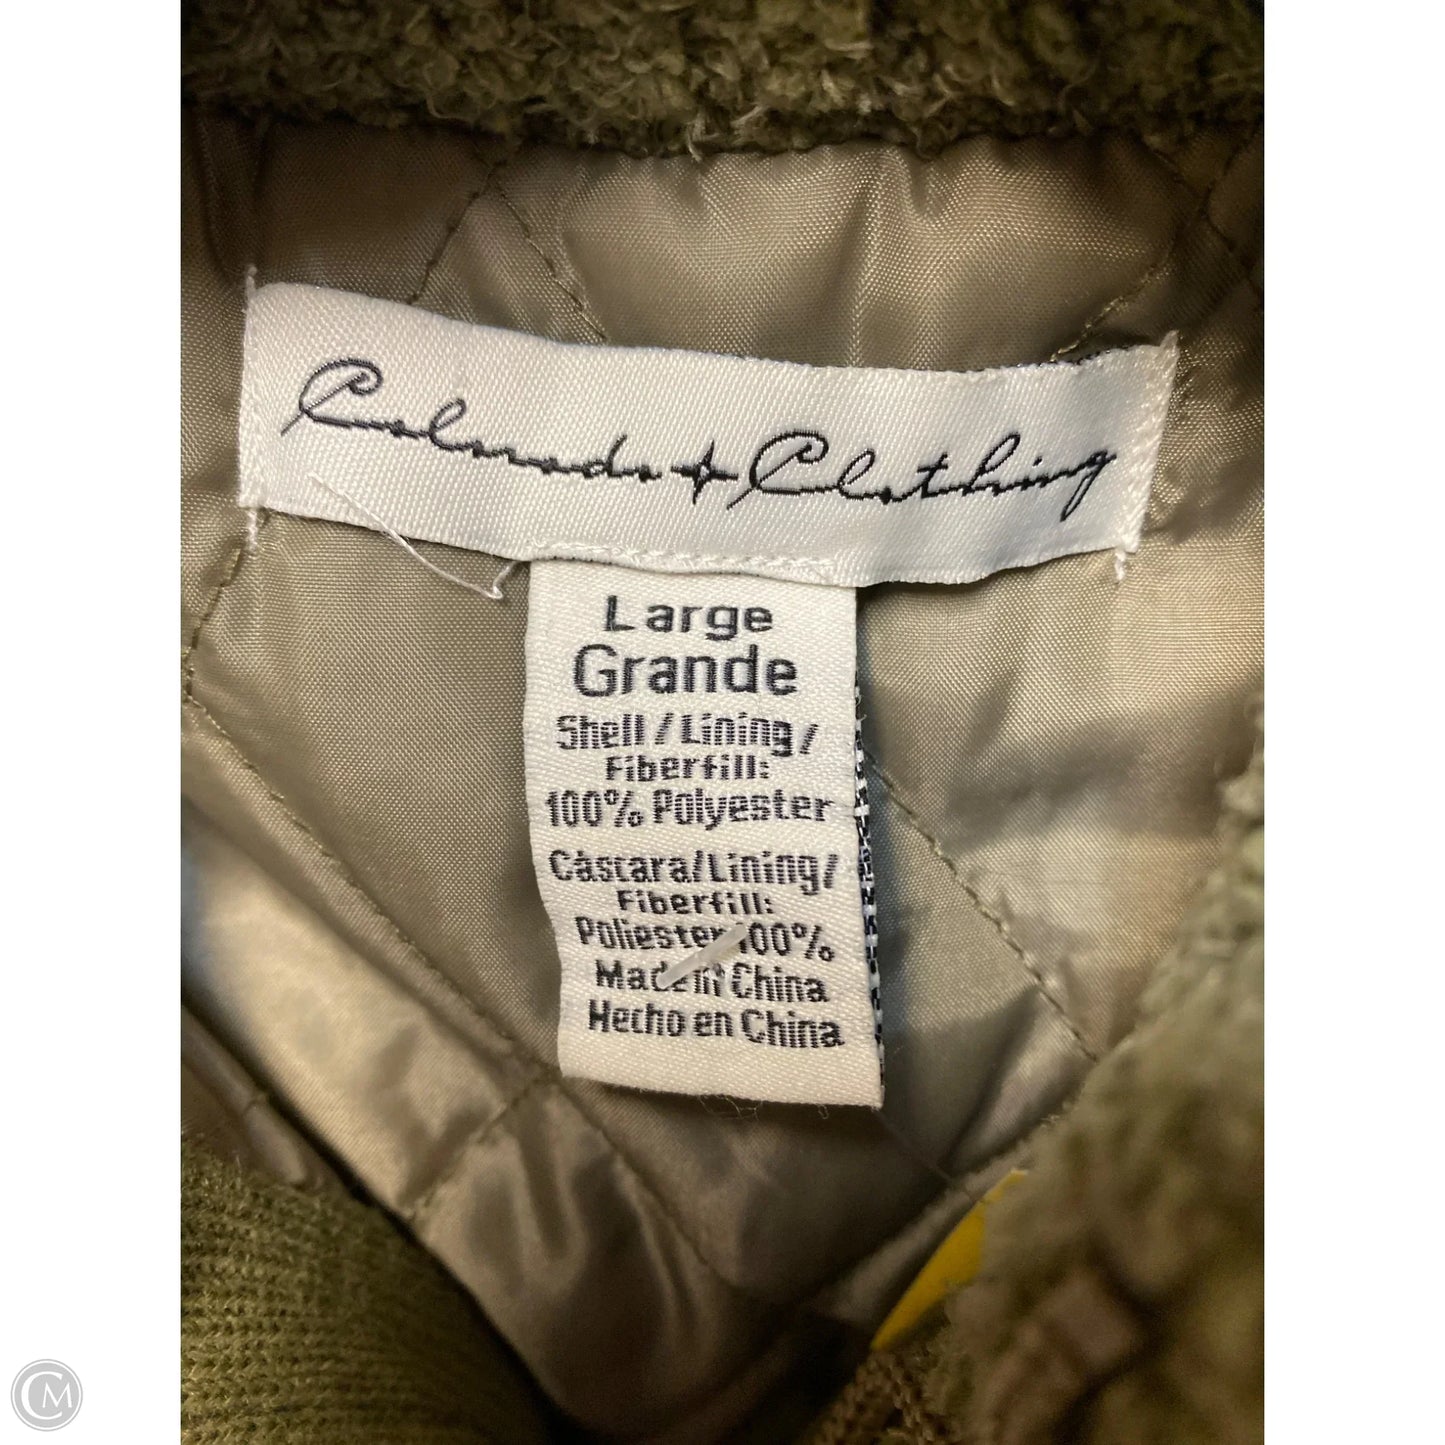 Colorado Clothing
Large
Grande
Shell / Lining /
Fiberfill:
100% Polyester
Cáscara/Lining/
Fiberfill:
Poliester 100%
Made in China
Hecho en China
CM